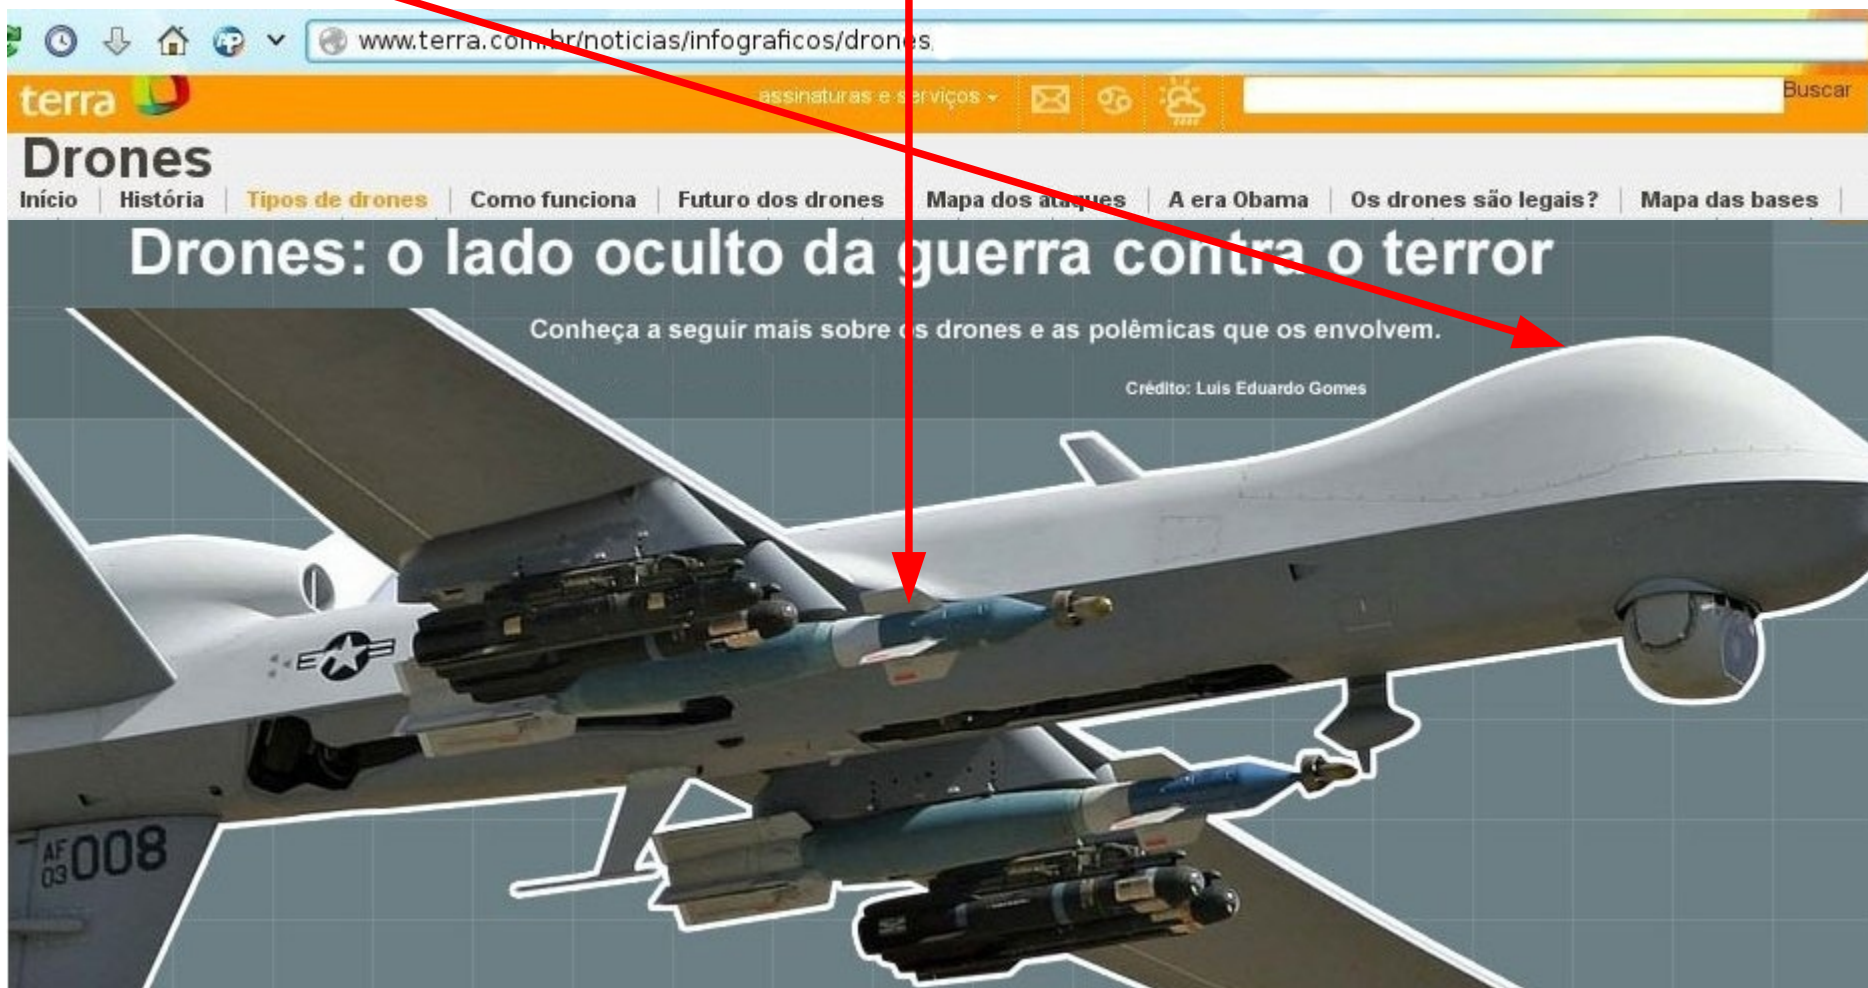 www.terra.com.br/noticias/infograficos/drones
terra
assinaturas e serviços
Buscar
Drones
Início História Tipos de drones Como funciona Futuro dos drones Mapa dos ataques A era Obama Os drones são legais? Mapa das bases
Drones: o lado oculto da guerra contra o terror
Conheça a seguir mais sobre os drones e as polêmicas que os envolvem.
Crédito: Luis Eduardo Gomes
AF
03 008